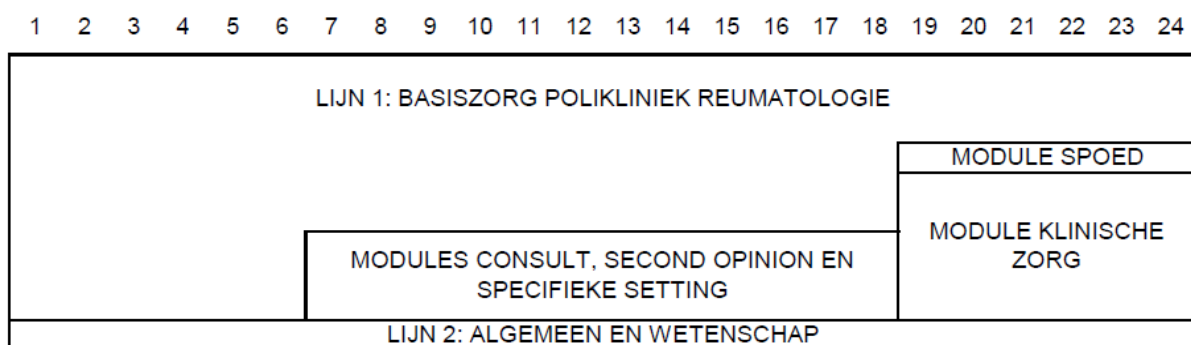 1 2 3 4 5 6 7 8 9 10 11 12 13 14 15 16 17 18 19 20 21 22 23 24
LIJN 1: BASISZORG POLIKLINIEK REUMATOLOGIE
MODULE SPOED
MODULE KLINISCHE
ZORG
MODULES CONSULT, SECOND OPINION EN
SPECIFIEKE SETTING
LIJN 2: ALGEMEEN EN WETENSCHAP